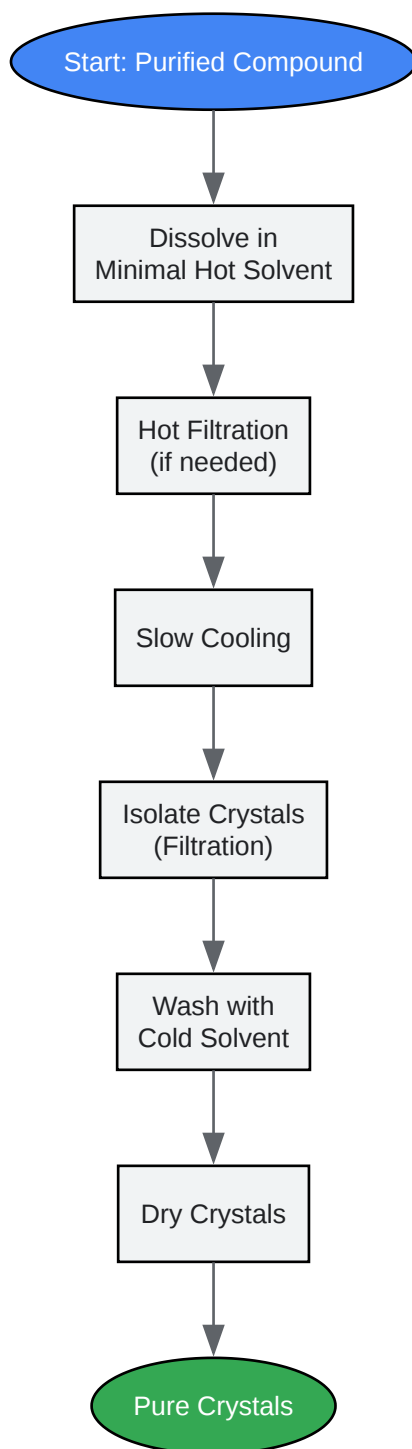 Start: Purified Compound
Dissolve in
Minimal Hot Solvent
Hot Filtration
(if needed)
Slow Cooling
Isolate Crystals
(Filtration)
Wash with
Cold Solvent
Dry Crystals
Pure Crystals